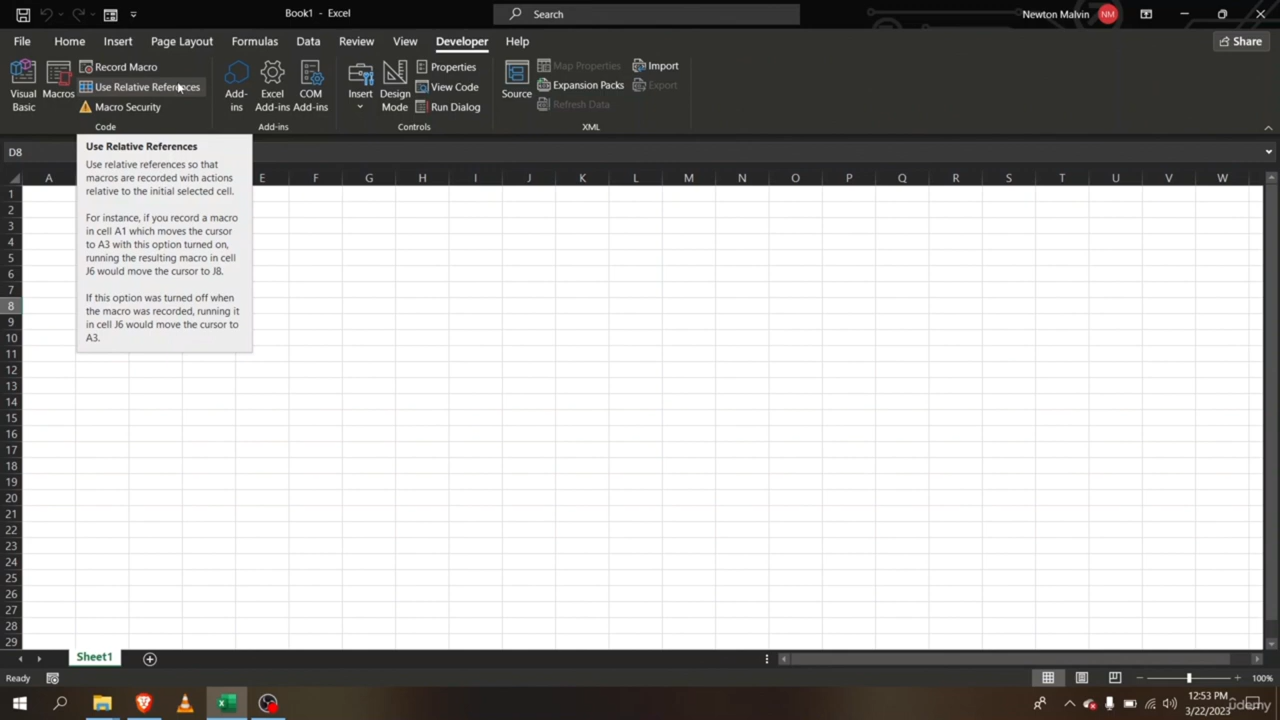 Book1 - Excel
Search
Newton Malvin
NM
File
Home
Insert
Page Layout
Formulas
Data
Review
View
Developer
Help
Share
Visual
Basic
Macros
Record Macro
Use Relative References
Macro Security
Code
Add-
ins
Excel
Add-ins
COM
Add-ins
Add-ins
Insert
Design
Mode
Properties
View Code
Run Dialog
Controls
Source
Map Properties
Expansion Packs
Refresh Data
Import
Export
XML
D8
Use Relative References
Use relative references so that
macros are recorded with actions
relative to the initial selected cell.
For instance, if you record a macro
in cell A1 which moves the cursor
to A3 with this option turned on,
running the resulting macro in cell
J6 would move the cursor to J8.
If this option was turned off when
the macro was recorded, running it
in cell J6 would move the cursor to
A3.
A E F G H I J K L M N O P Q R S T U V W
1
2
3
4
5
6
7
8
9
10
11
12
13
14
15
16
17
18
19
20
21
22
23
24
25
26
27
28
29
Sheet1
Ready
100%
12:53 PM
3/22/2023
udemy